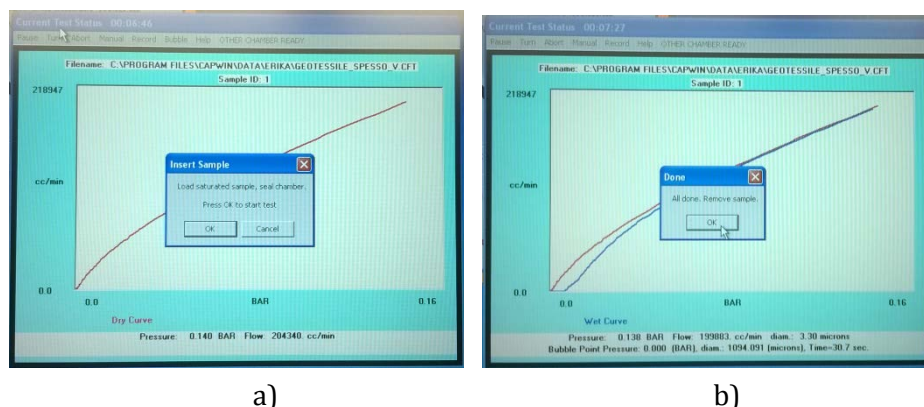 Current Test Status 00:08:46
Pause Turn Abort Manual Record Bubble Help OTHER CHAMBER READY
Filename: C:\PROGRAM FILES\CAPWIN\DATA\ERIKA\GEOTESSILE_SPESSO_V.CFT
Sample ID: 1
218947
cc/min
0.0
Insert Sample
Load saturated sample, seal chamber.
Press OK to start test
OK Cancel
0.0 BAR 0.16
Dry Curve
Pressure: 0.140 BAR Flow: 204348. cc/min
a)
Current Test Status 00:07:27
Pause Turn Abort Manual Record Bubble Help OTHER CHAMBER READY
Filename: C:\PROGRAM FILES\CAPWIN\DATA\ERIKA\GEOTESSILE_SPESSO_V.CFT
Sample ID: 1
218947
cc/min
0.0
Done
All done. Remove sample.
OK
0.0 BAR 0.16
Wet Curve
Pressure: 0.138 BAR Flow: 199883. cc/min diam.: 3.30 microns
Bubble Point Pressure: 0.000 (BAR), diam.: 1094.091 (microns), Time=30.7 sec.
b)